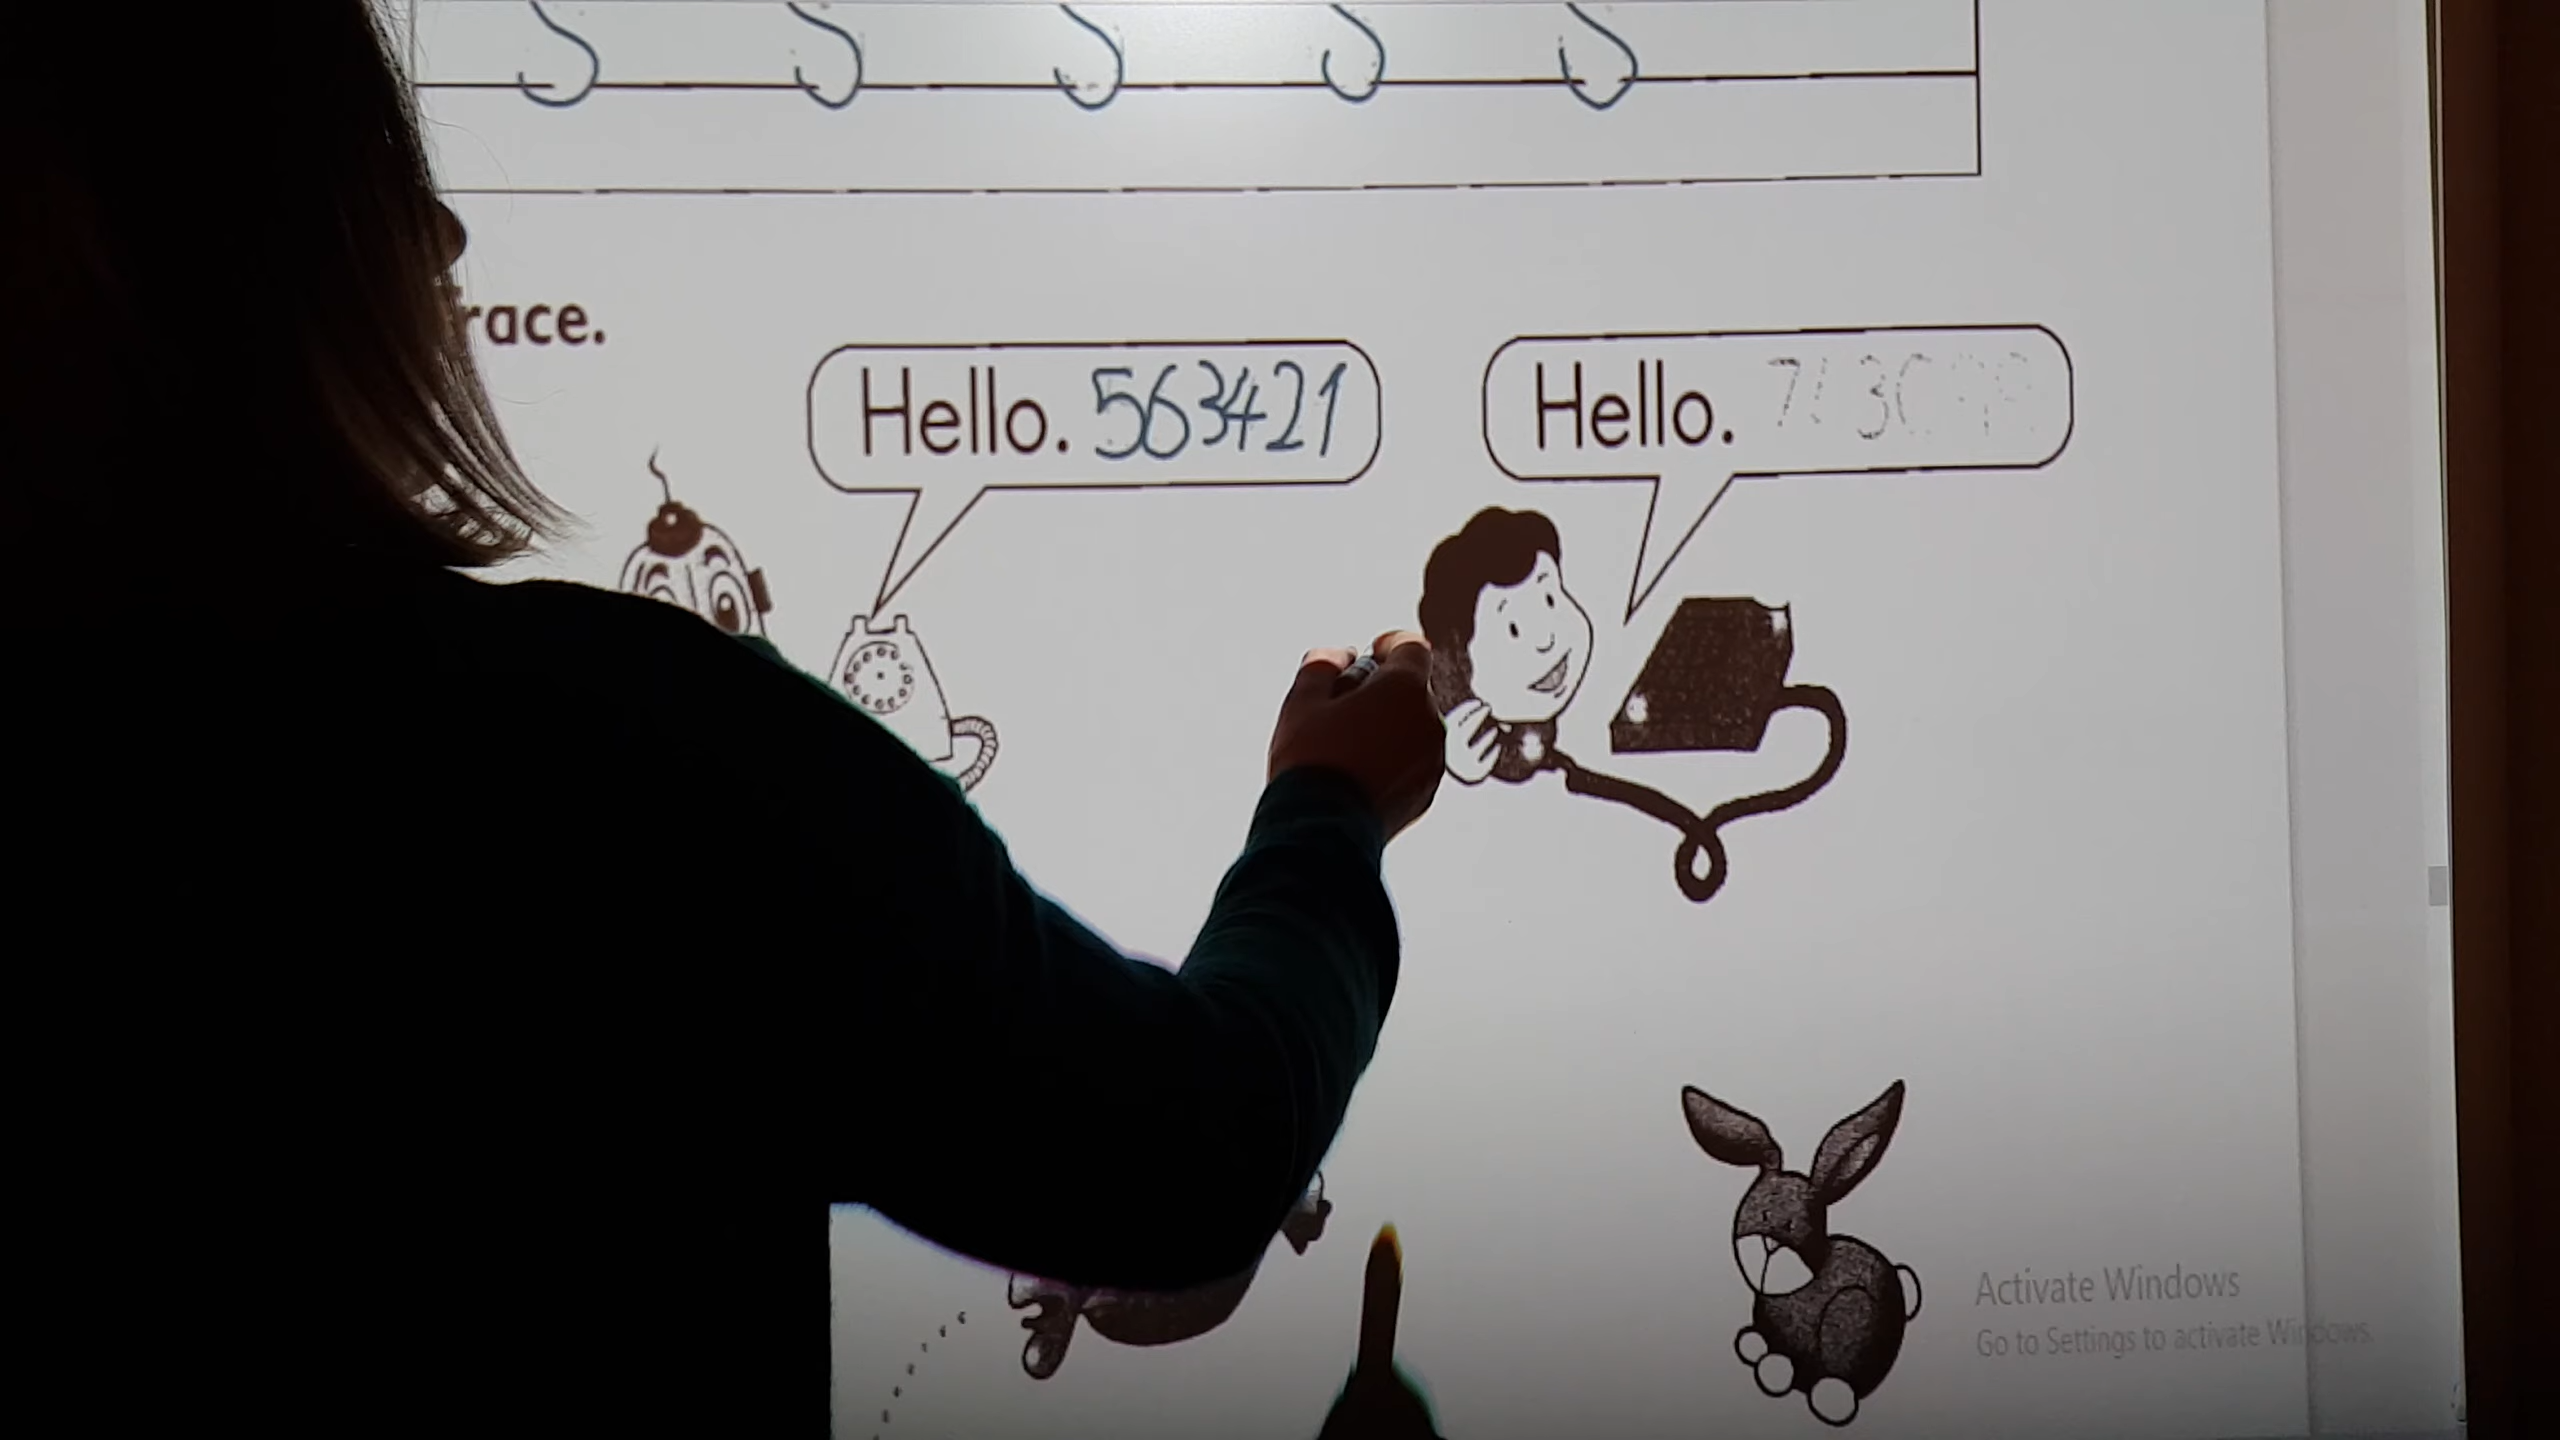 S S S S S
race.
Hello. 563421
Hello.
Activate Windows
Go to Settings to activate Windows.